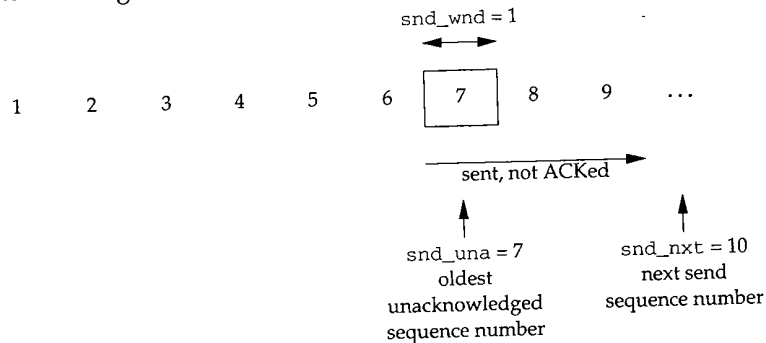 snd_wnd = 1
1 2 3 4 5 6 7 8 9 ...
sent, not ACKed
snd_una = 7
oldest
unacknowledged
sequence number
snd_nxt = 10
next send
sequence number